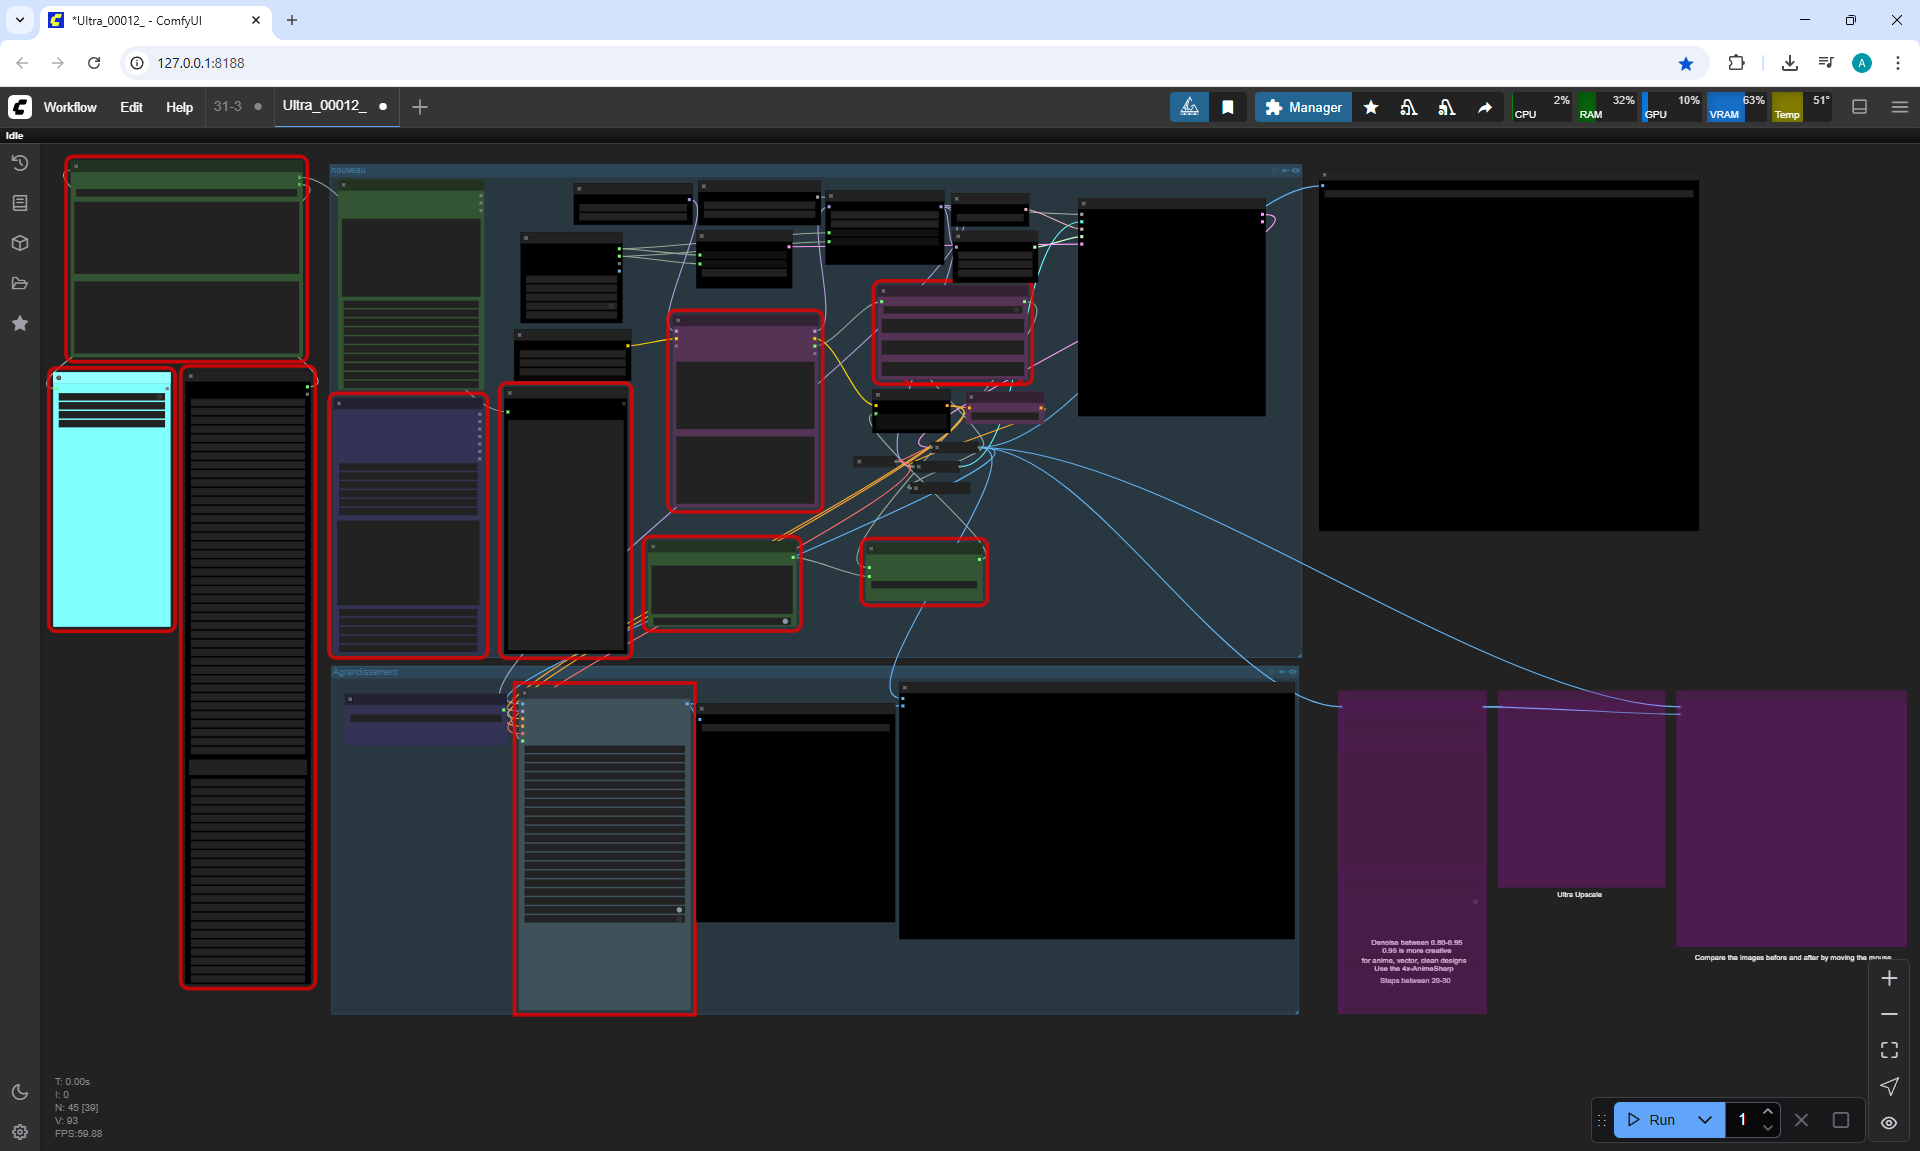 *Ultra_00012_ - ComfyUI
127.0.0.1:8188
A
Workflow
Edit
Help
31-3
Ultra_00012_
Manager
2%
CPU
32%
RAM
10%
GPU
63%
VRAM
51°
Temp
Idle
nouveau
Agrandissement
Ultra Upscale
Denoise between 0.80-0.95
0.95 is more creative
for anime, vector, clean designs
Use the 4x-AnimeSharp
Steps between 20-30
Compare the images before and after by moving the mouse
T: 0.00s
I: 0
N: 45 [39]
V: 93
FPS:59.88
Run
1